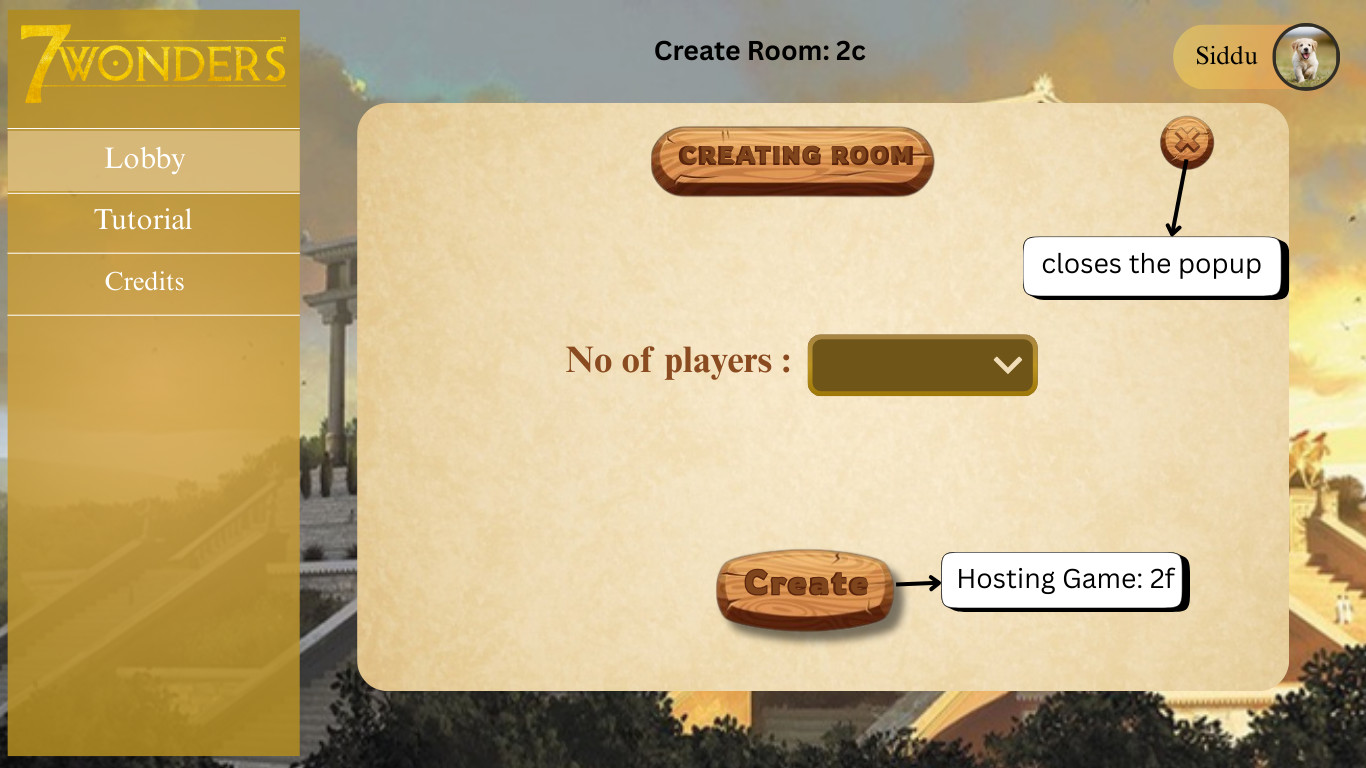 7WONDERS™
Create Room: 2c
Siddu
Lobby
Tutorial
Credits
CREATING ROOM
closes the popup
No of players :
Create
Hosting Game: 2f